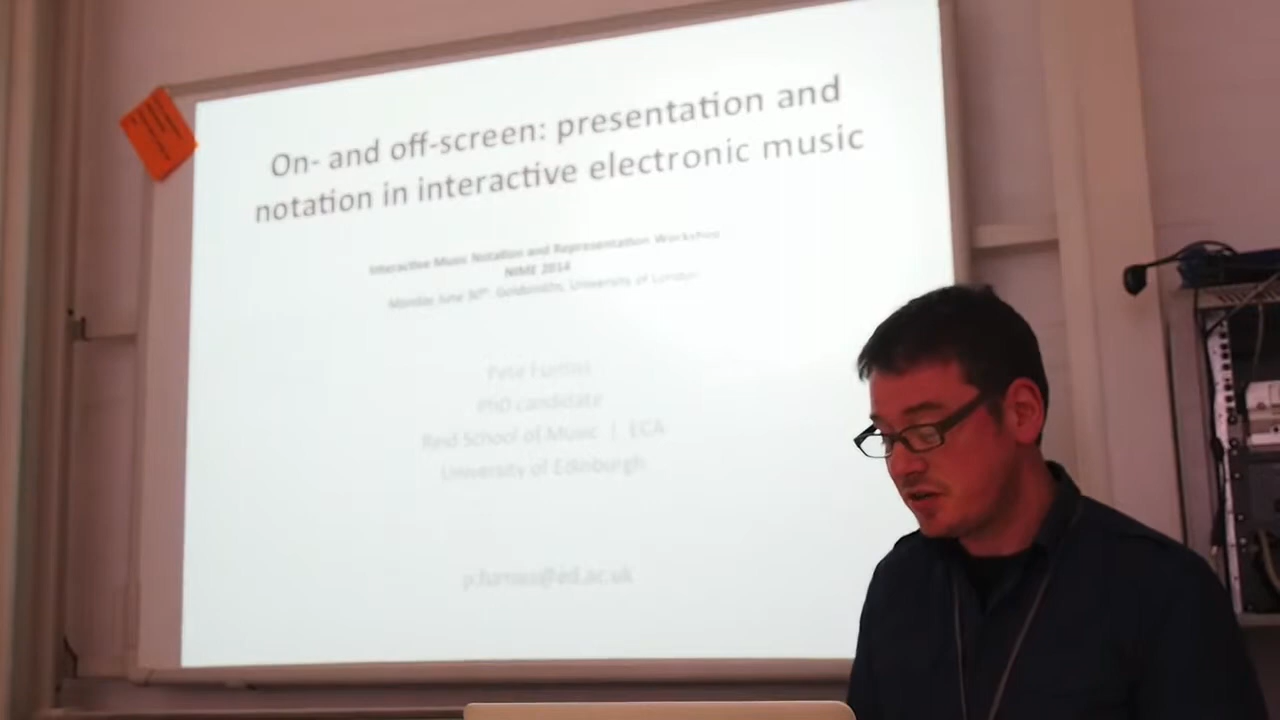 On- and off-screen: presentation and
notation in interactive electronic music
Interactive Music Notation and Representation Workshop
NIME 2014
Monday June 30th Goldsmiths, University of London
Pete Furniss
PhD candidate
Reid School of Music | ECA
University of Edinburgh
p.furniss@ed.ac.uk